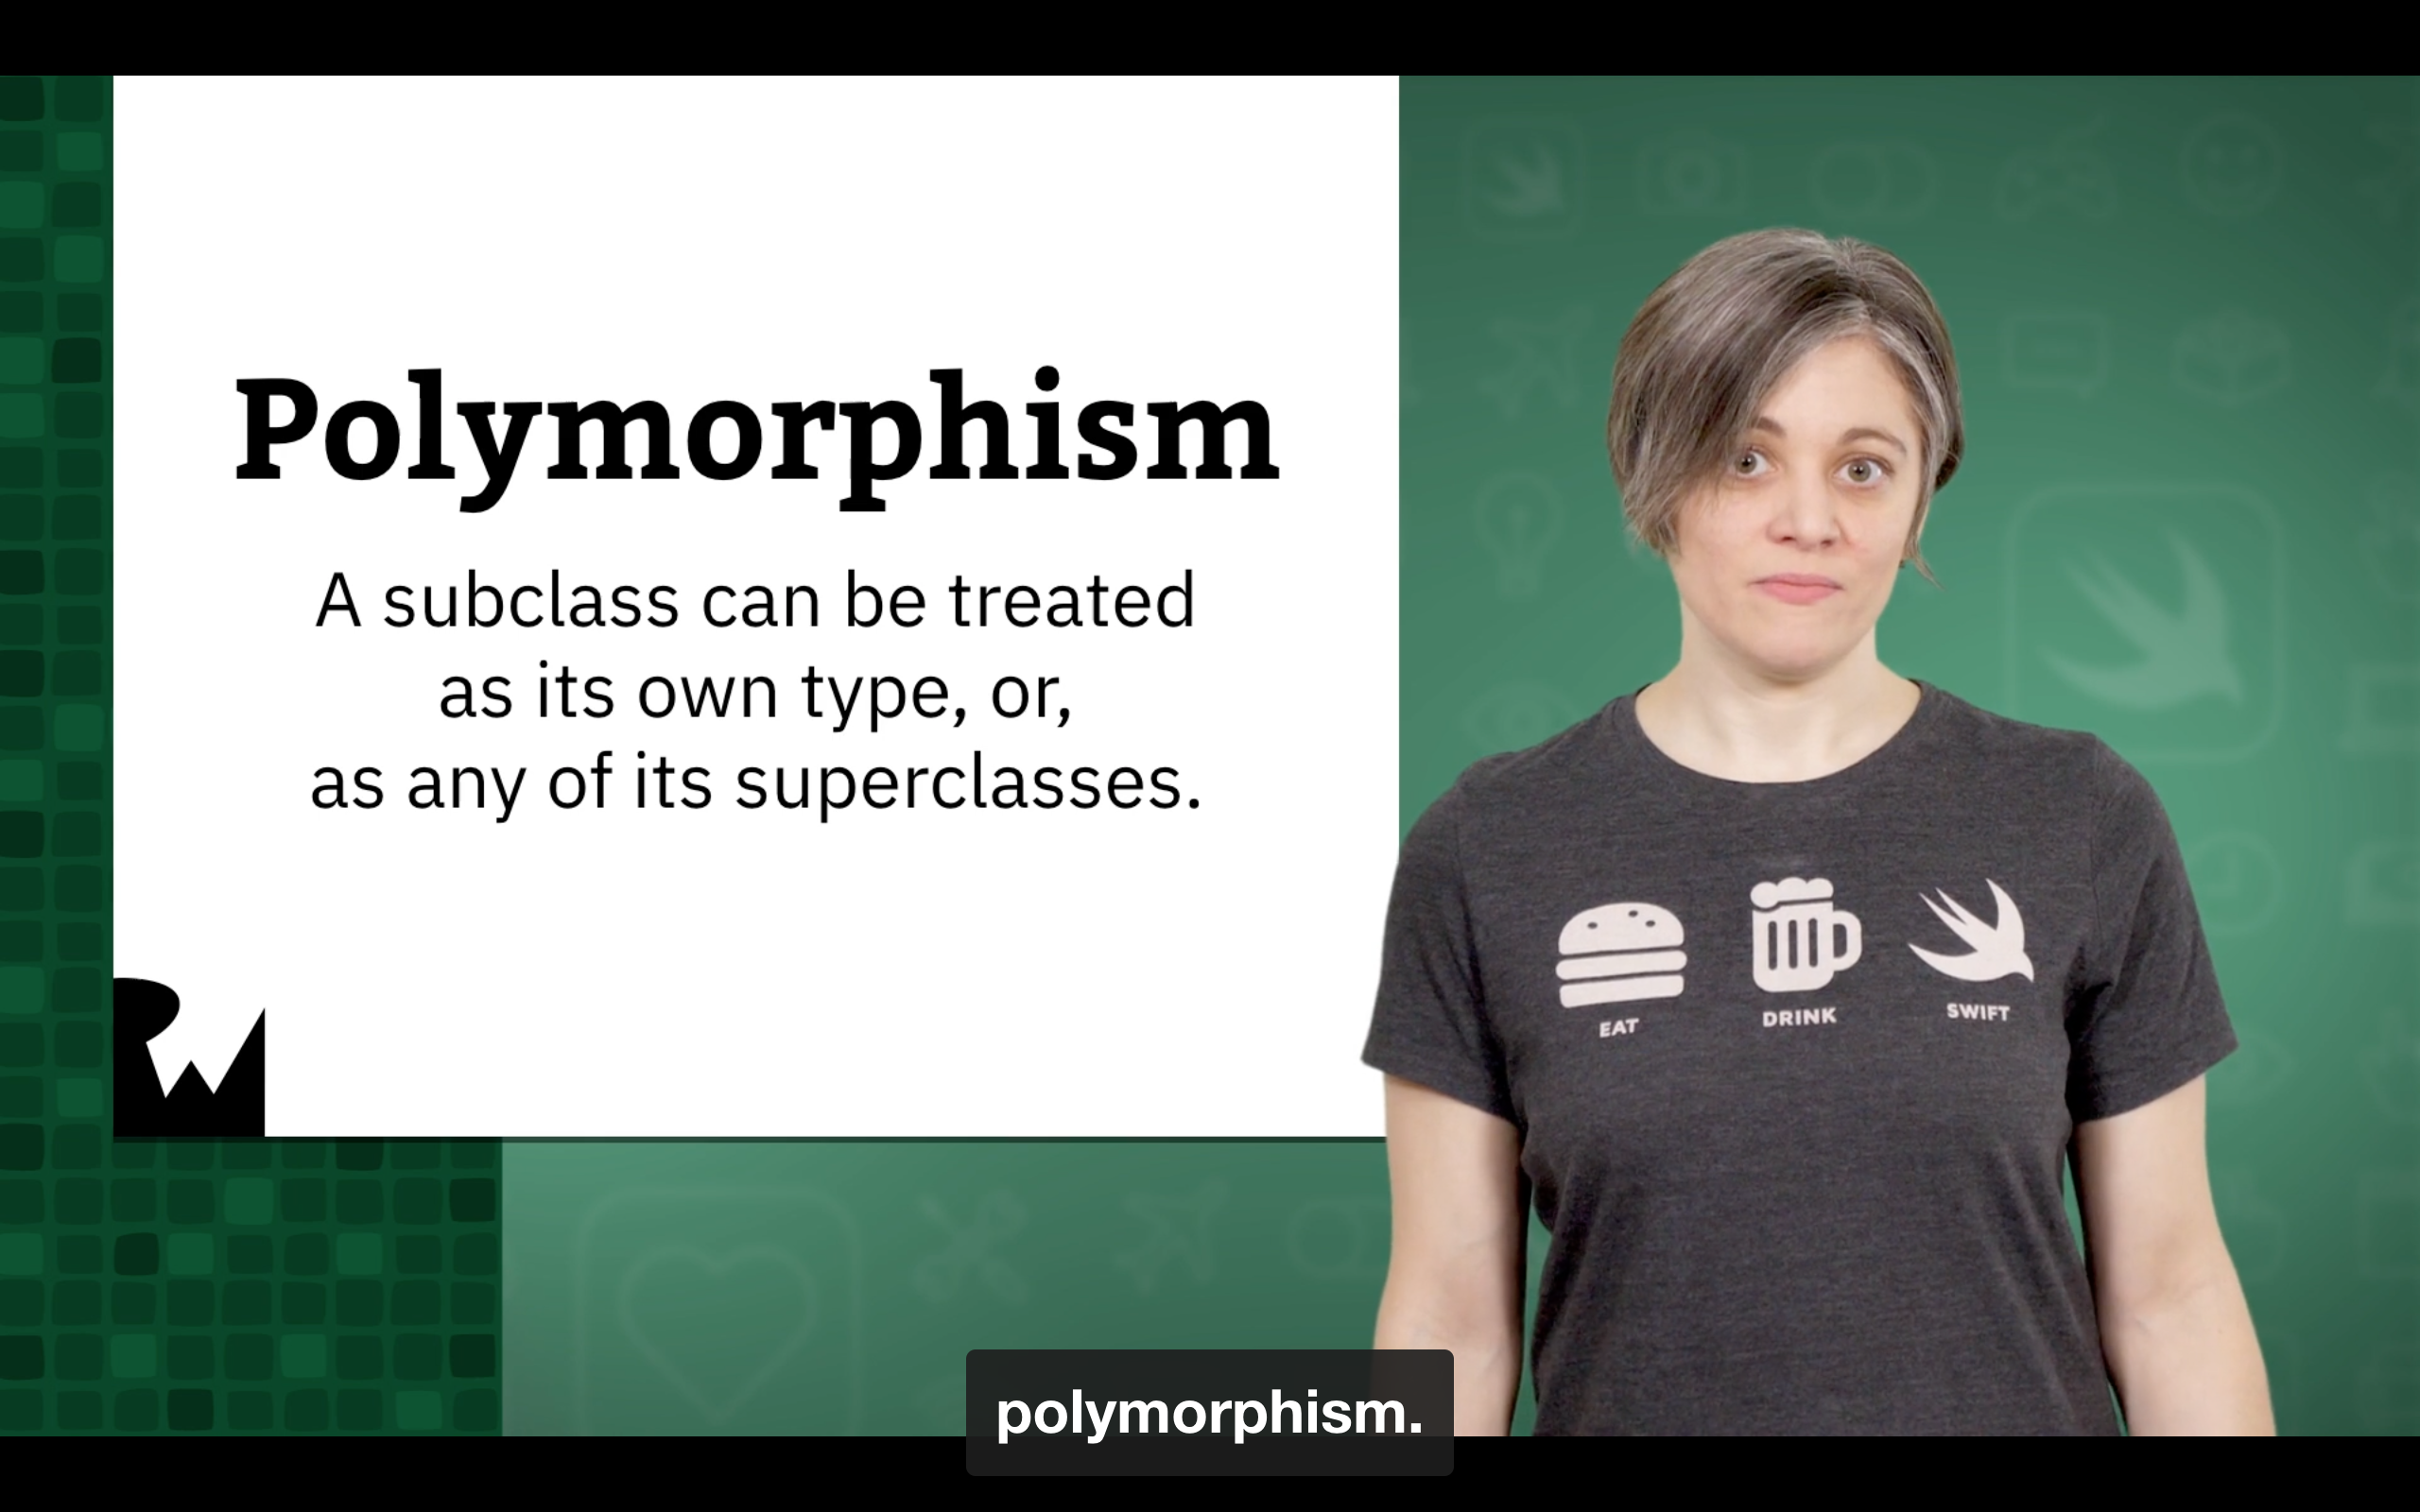 Polymorphism
A subclass can be treated
as its own type, or,
as any of its superclasses.
RW
EAT
DRINK
SWIFT
polymorphism.